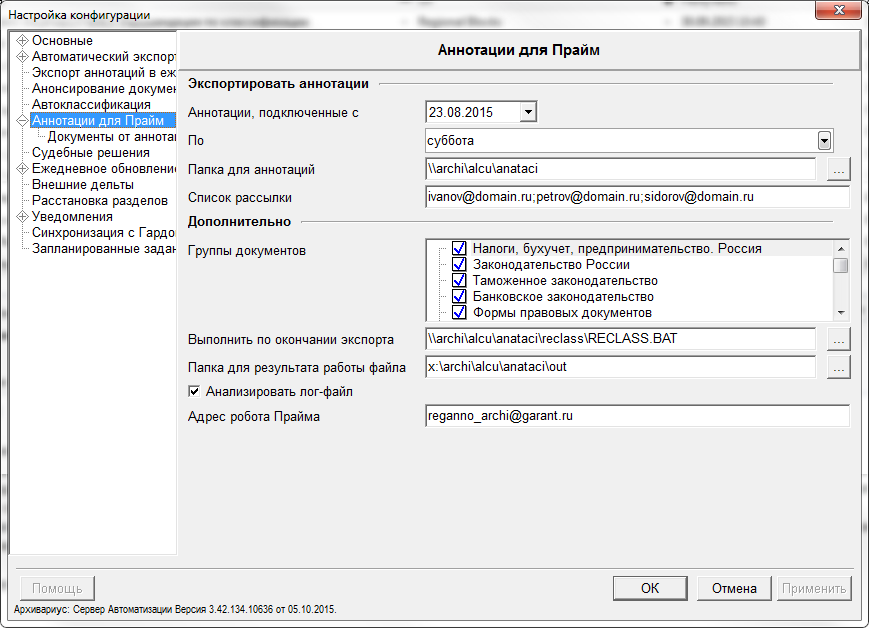 Настройка конфигурации
Основные
Автоматический экспорт
Экспорт аннотаций в еж
Анонсирование докумен
Автоклассификация
Аннотации для Прайм
Документы от аннота
Судебные решения
Ежедневное обновлени
Внешние дельты
Расстановка разделов
Уведомления
Синхронизация с Гардо
Запланированные задан
Аннотации для Прайм
Экспортировать аннотации
Аннотации, подключенные с 23.08.2015
По суббота
Папка для аннотаций \\archi\alcu\anataci ...
Список рассылки ivanov@domain.ru;petrov@domain.ru;sidorov@domain.ru
Дополнительно
Группы документов
Налоги, бухучет, предпринимательство. Россия
Законодательство России
Таможенное законодательство
Банковское законодательство
Формы правовых документов
Выполнить по окончании экспорта \\archi\alcu\anataci\reclass\RECLASS.BAT ...
Папка для результата работы файла x:\archi\alcu\anataci\out ...
Анализировать лог-файл
Адрес робота Прайма reganno_archi@garant.ru
Помощь OK Отмена Применить
Архивариус: Сервер Автоматизации Версия 3.42.134.10636 от 05.10.2015.